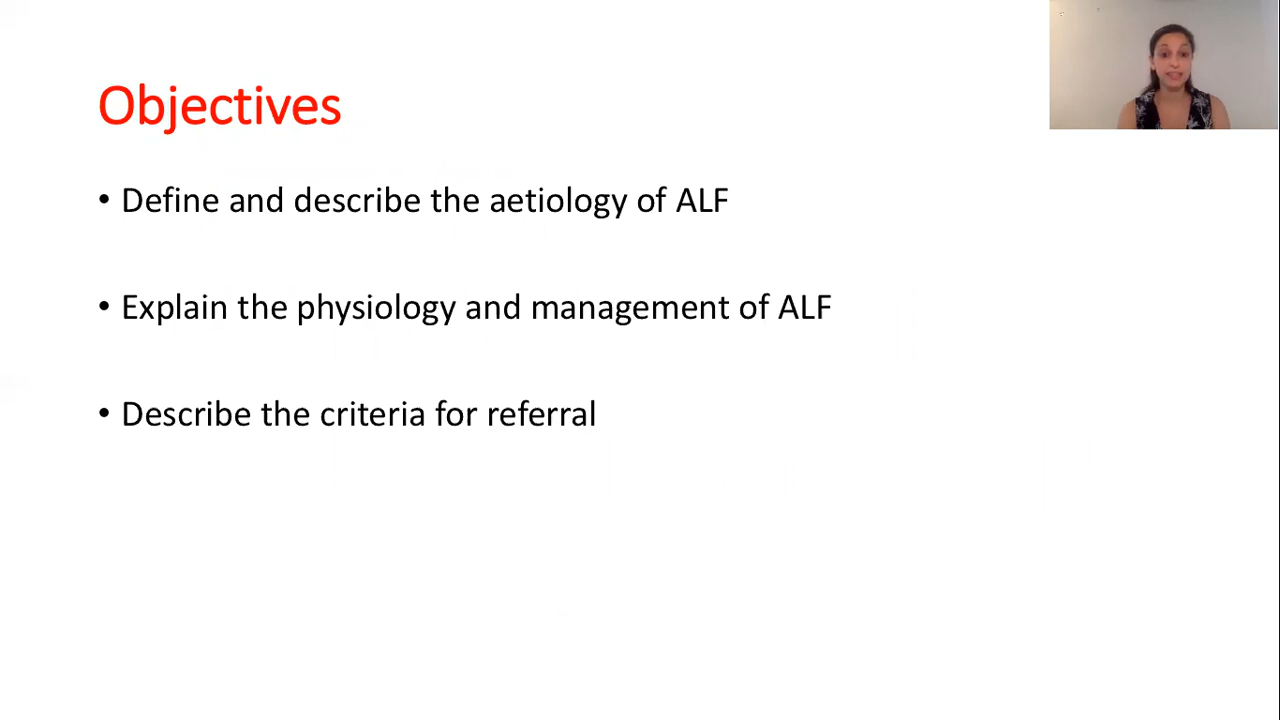 Objectives
• Define and describe the aetiology of ALF
• Explain the physiology and management of ALF
• Describe the criteria for referral